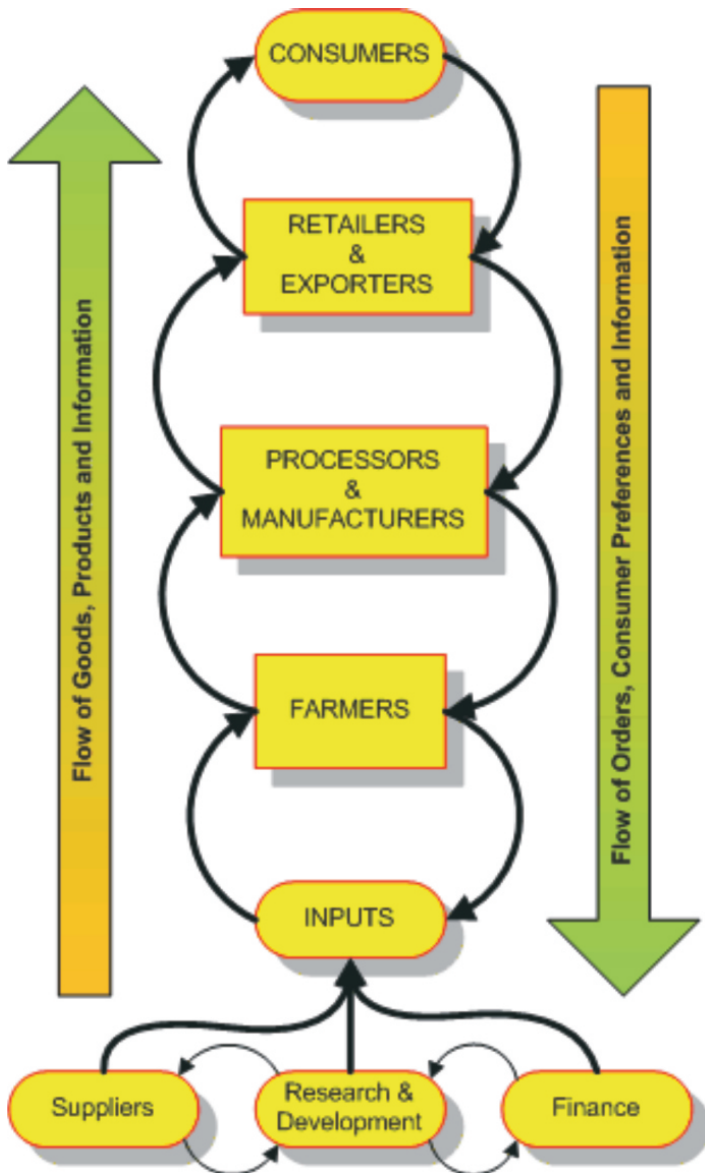 CONSUMERS
RETAILERS
&
EXPORTERS
PROCESSORS
&
MANUFACTURERS
FARMERS
INPUTS
Suppliers
Research &
Development
Finance
Flow of Goods, Products and Information
Flow of Orders, Consumer Preferences and Information